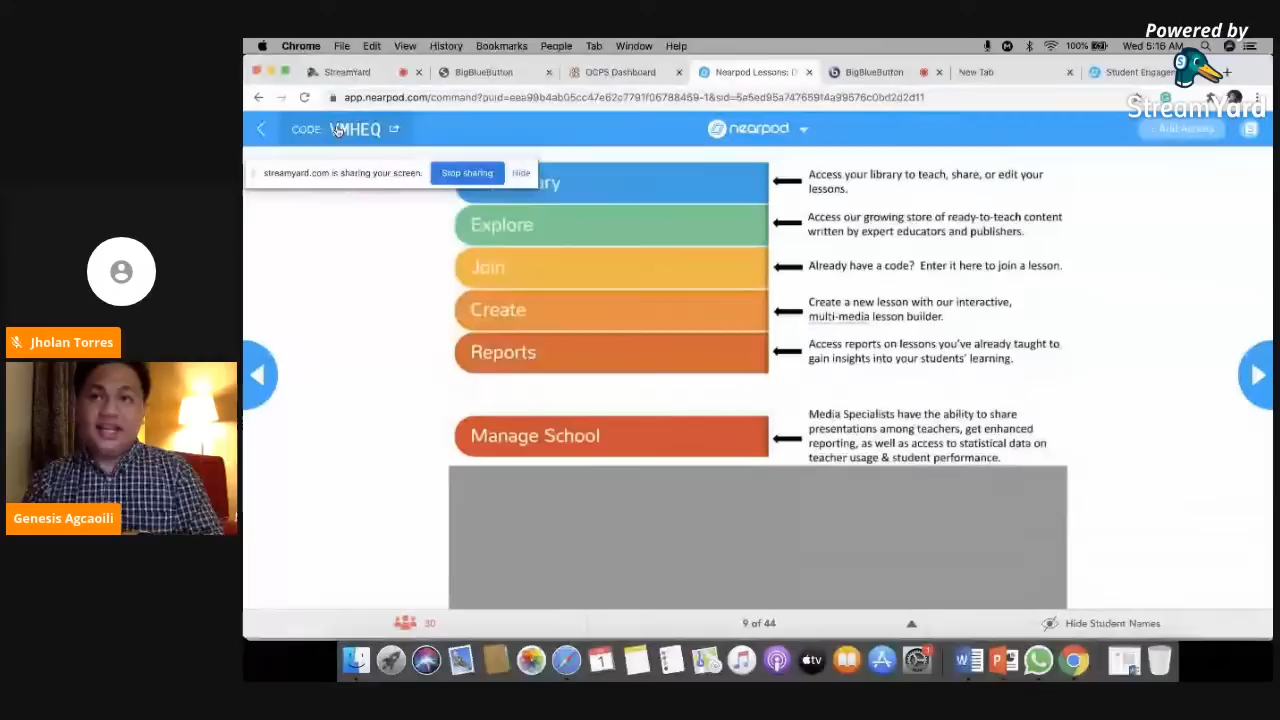 Powered by
StreamYard
Chrome File Edit View History Bookmarks People Tab Window Help
100% Wed 5:16 AM
StreamYard
BigBlueButton
OCPS Dashboard
Nearpod Lessons: D
BigBlueButton
New Tab
Student Engagem
CODE: VMHEQ
nearpod
+ Add Access
streamyard.com is sharing your screen.
Stop sharing
Hide
ry
Access your library to teach, share, or edit your
lessons.
Explore
Access our growing store of ready-to-teach content
written by expert educators and publishers.
Join
Already have a code? Enter it here to join a lesson.
Create
Create a new lesson with our interactive,
multi-media lesson builder.
Reports
Access reports on lessons you've already taught to
gain insights into your students' learning.
Manage School
Media Specialists have the ability to share
presentations among teachers, get enhanced
reporting, as well as access to statistical data on
teacher usage & student performance.
Jholan Torres
Genesis Agcaoili
30
9 of 44
Hide Student Names